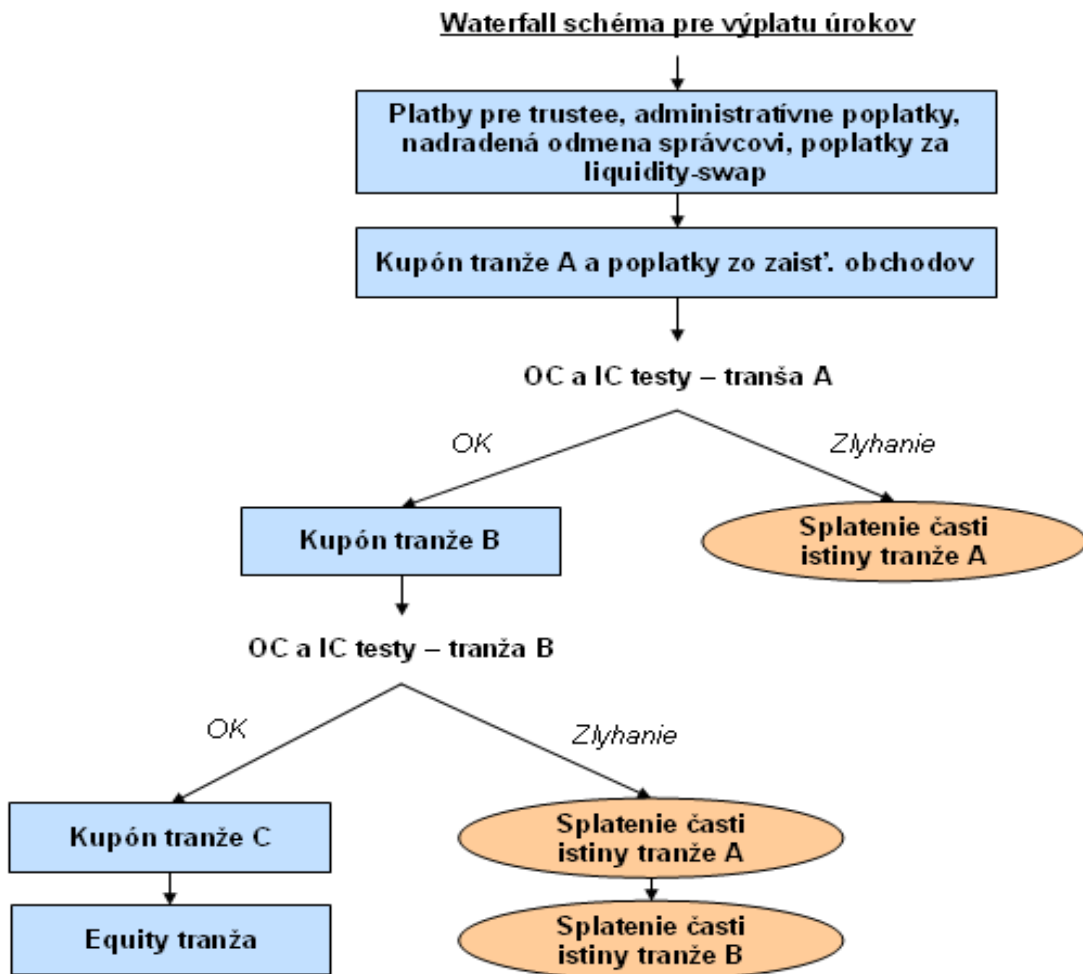 Waterfall schéma pre výplatu úrokov
Platby pre trustee, administratívne poplatky,
nadradená odmena správcovi, poplatky za
liquidity-swap
Kupón tranže A a poplatky zo zaisť. obchodov
OC a IC testy – tranša A
OK
Zlyhanie
Kupón tranže B
Splatenie časti
istiny tranže A
OC a IC testy – tranža B
OK
Zlyhanie
Kupón tranže C
Splatenie časti
istiny tranže A
Equity tranža
Splatenie časti
istiny tranže B